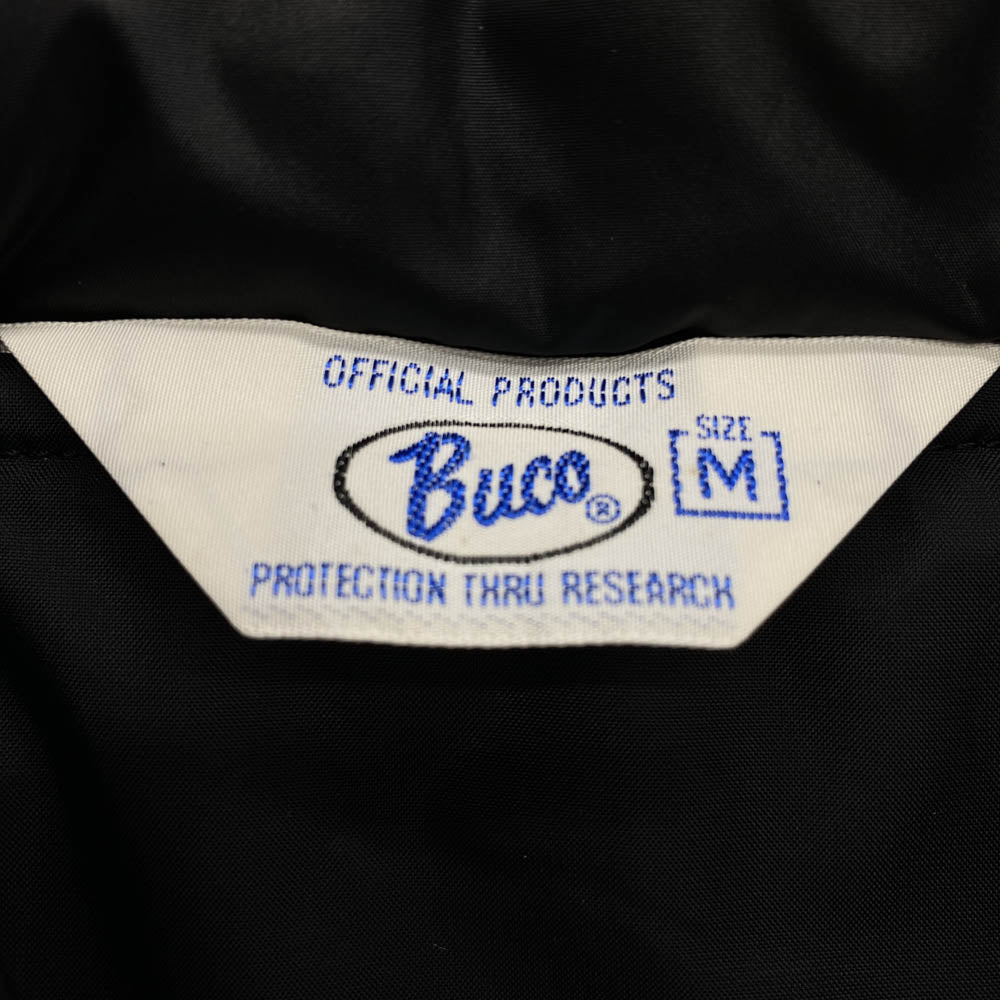 OFFICIAL PRODUCTS
Buco®
SIZE
M
PROTECTION THRU RESEARCH